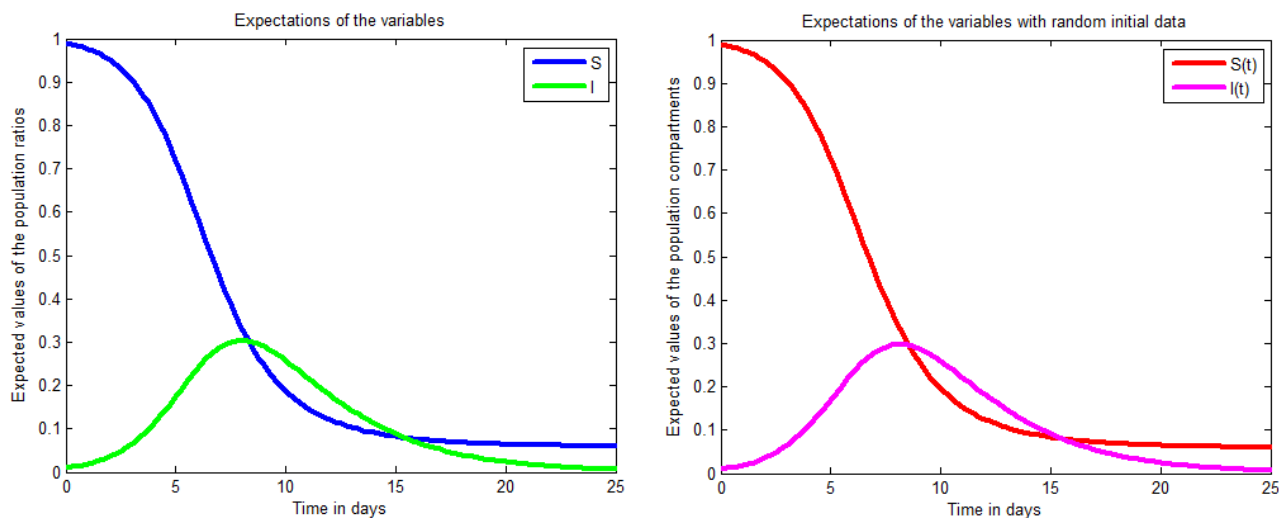 Expectations of the variables
Expected values of the population ratios
1
0.9
0.8
0.7
0.6
0.5
0.4
0.3
0.2
0.1
0
S
I
0 5 10 15 20 25
Time in days
Expectations of the variables with random initial data
Expected values of the population compartments
1
0.9
0.8
0.7
0.6
0.5
0.4
0.3
0.2
0.1
0
S(t)
I(t)
0 5 10 15 20 25
Time in days